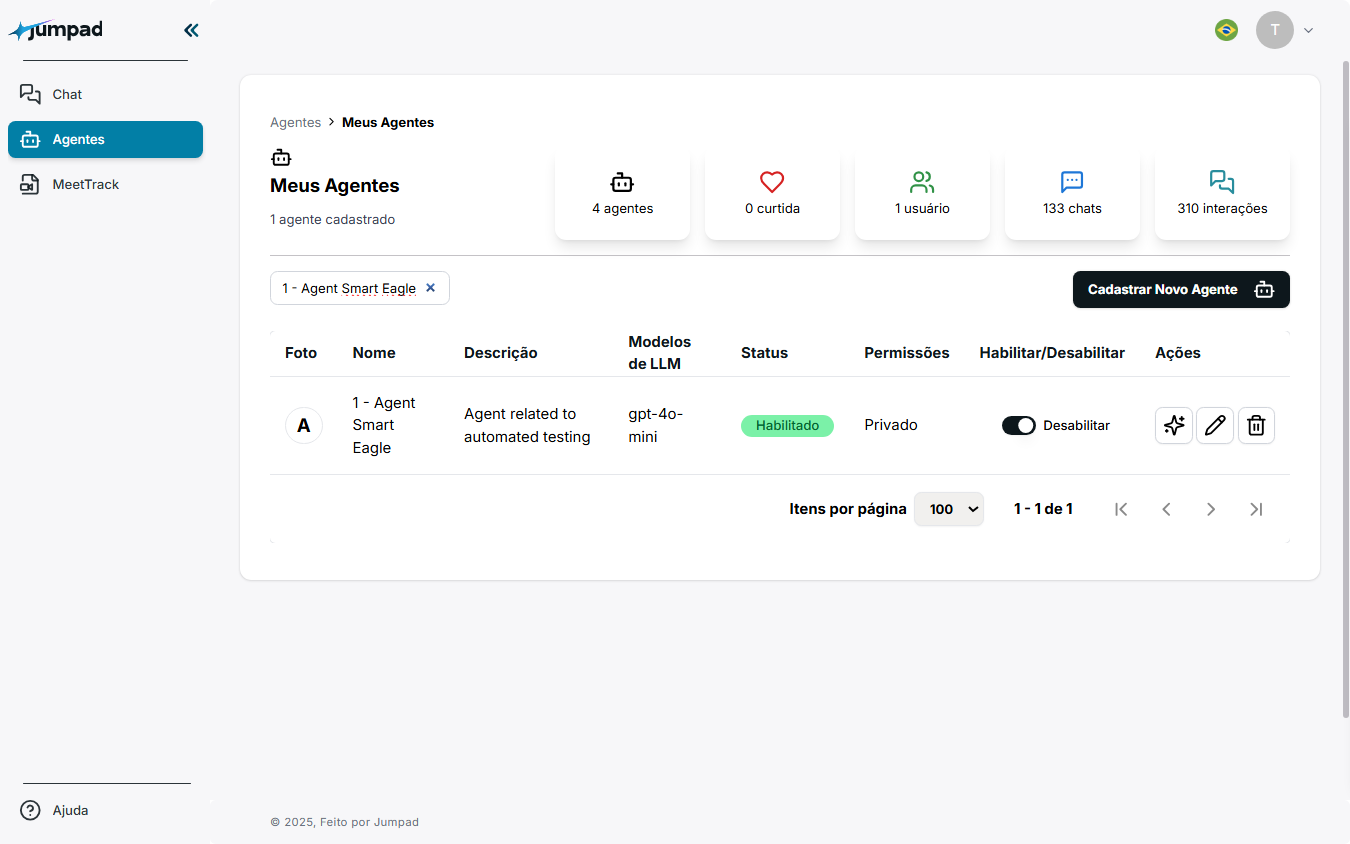 jumpad
Chat
Agentes
MeetTrack
Ajuda
T
Agentes > Meus Agentes
Meus Agentes
1 agente cadastrado
4 agentes
0 curtida
1 usuário
133 chats
310 interações
1 - Agent Smart Eagle ×
Cadastrar Novo Agente
Foto Nome Descrição Modelos de LLM Status Permissões Habilitar/Desabilitar Ações
A
1 - Agent
Smart
Eagle
Agent related to
automated testing
gpt-4o-
mini
Habilitado
Privado
Desabilitar
Itens por página 100 1 - 1 de 1
© 2025, Feito por Jumpad